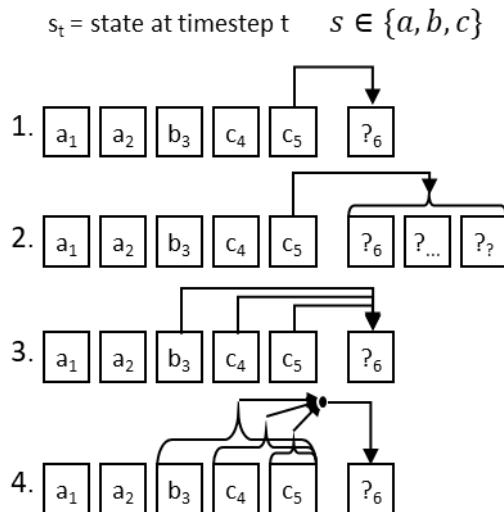 sₜ = state at timestep t s ∈ {a, b, c}
1. a₁ a₂ b₃ c₄ c₅ ?₆
2. a₁ a₂ b₃ c₄ c₅ ?₆ ?... ??
3. a₁ a₂ b₃ c₄ c₅ ?₆
4. a₁ a₂ b₃ c₄ c₅ ?₆